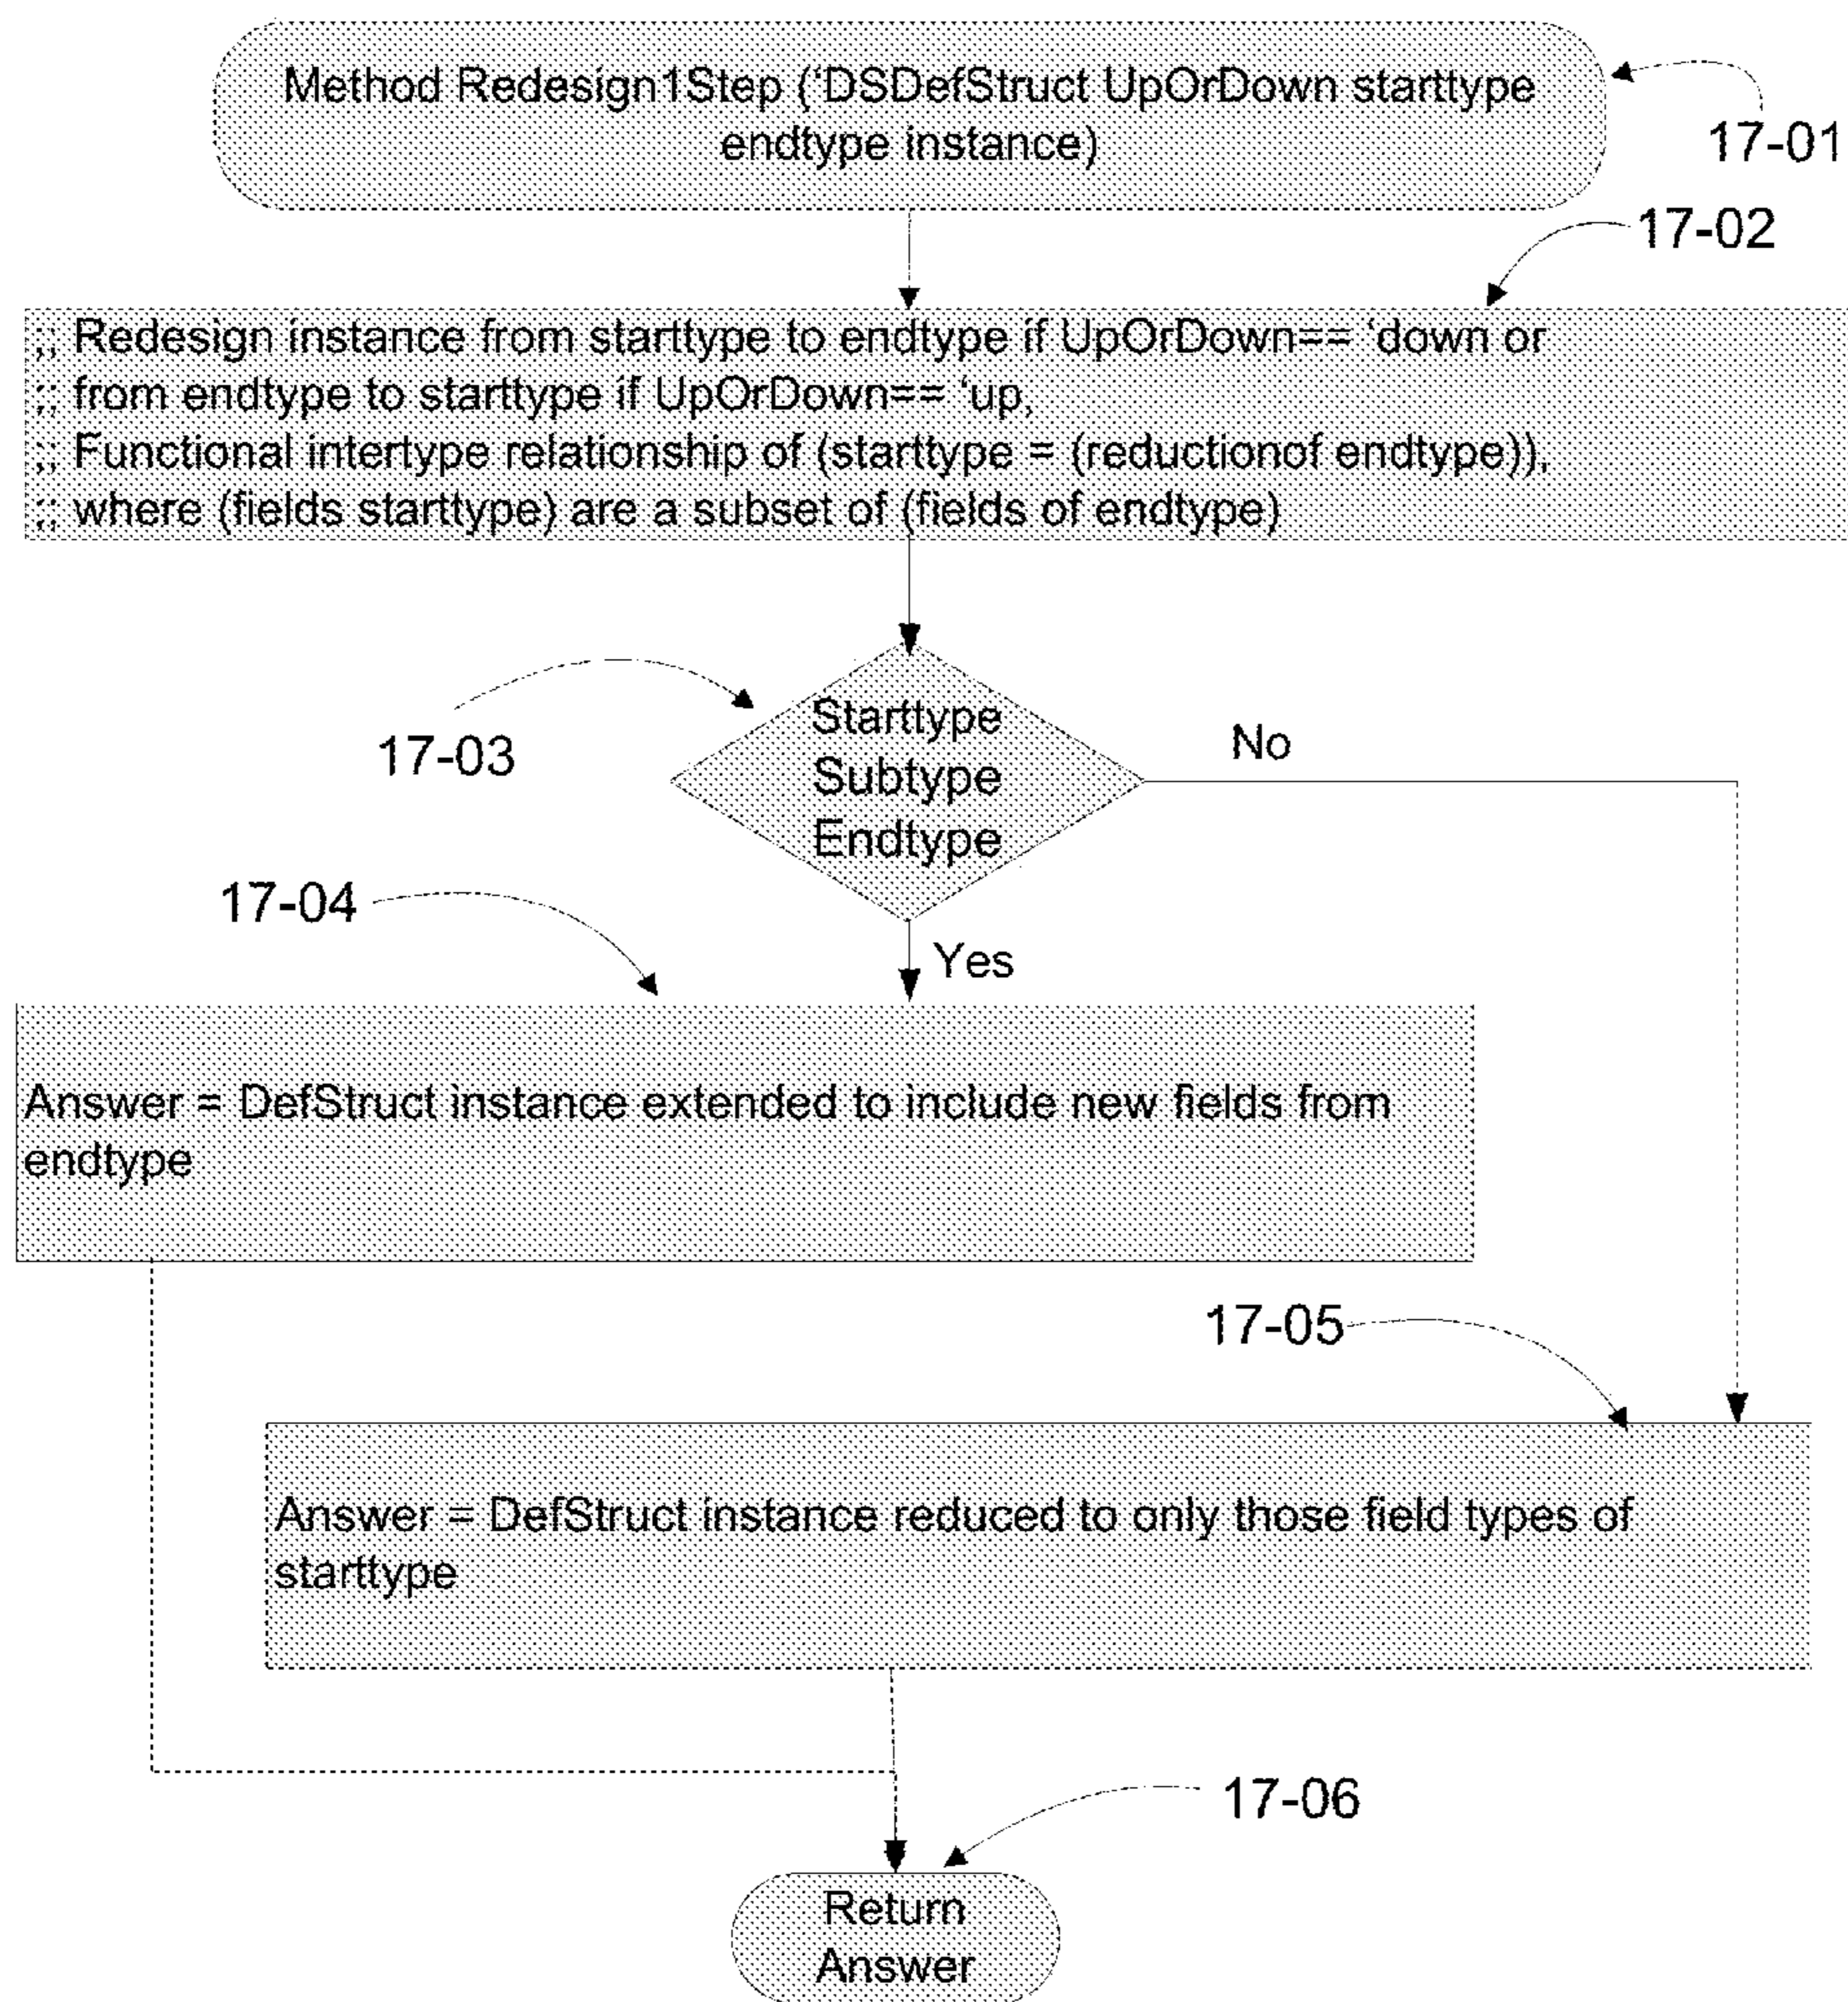 Method Redesign1Step (‘DSDefStruct UpOrDown starttype
endtype instance)
17-01
17-02
;; Redesign instance from starttype to endtype if UpOrDown== ‘down or
;; from endtype to starttype if UpOrDown== ‘up,
;; Functional intertype relationship of (starttype = (reductionof endtype)),
;; where (fields starttype) are a subset of (fields of endtype)
17-03
Starttype
Subtype
Endtype
No
17-04
Yes
Answer = DefStruct instance extended to include new fields from
endtype
17-05
Answer = DefStruct instance reduced to only those field types of
starttype
17-06
Return
Answer